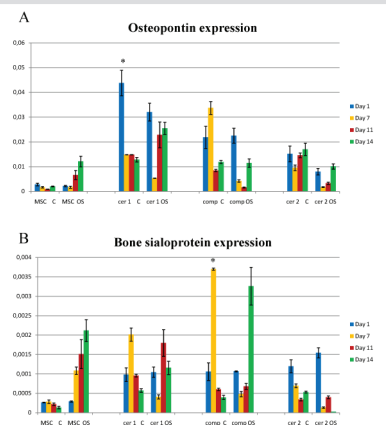 A
Osteopontin expression
0,06
0,05
0,04
0,03
0,02
0,01
0
*
MSC C MSC OS cer 1 C cer 1 OS comp C comp OS cer 2 C cer 2 OS
Day 1
Day 7
Day 11
Day 14
B
Bone sialoprotein expression
0,004
0,0035
0,003
0,0025
0,002
0,0015
0,001
0,0005
0
*
MSC C MSC OS cer 1 C cer 1 OS comp C comp OS cer 2 C cer 2 OS
Day 1
Day 7
Day 11
Day 14